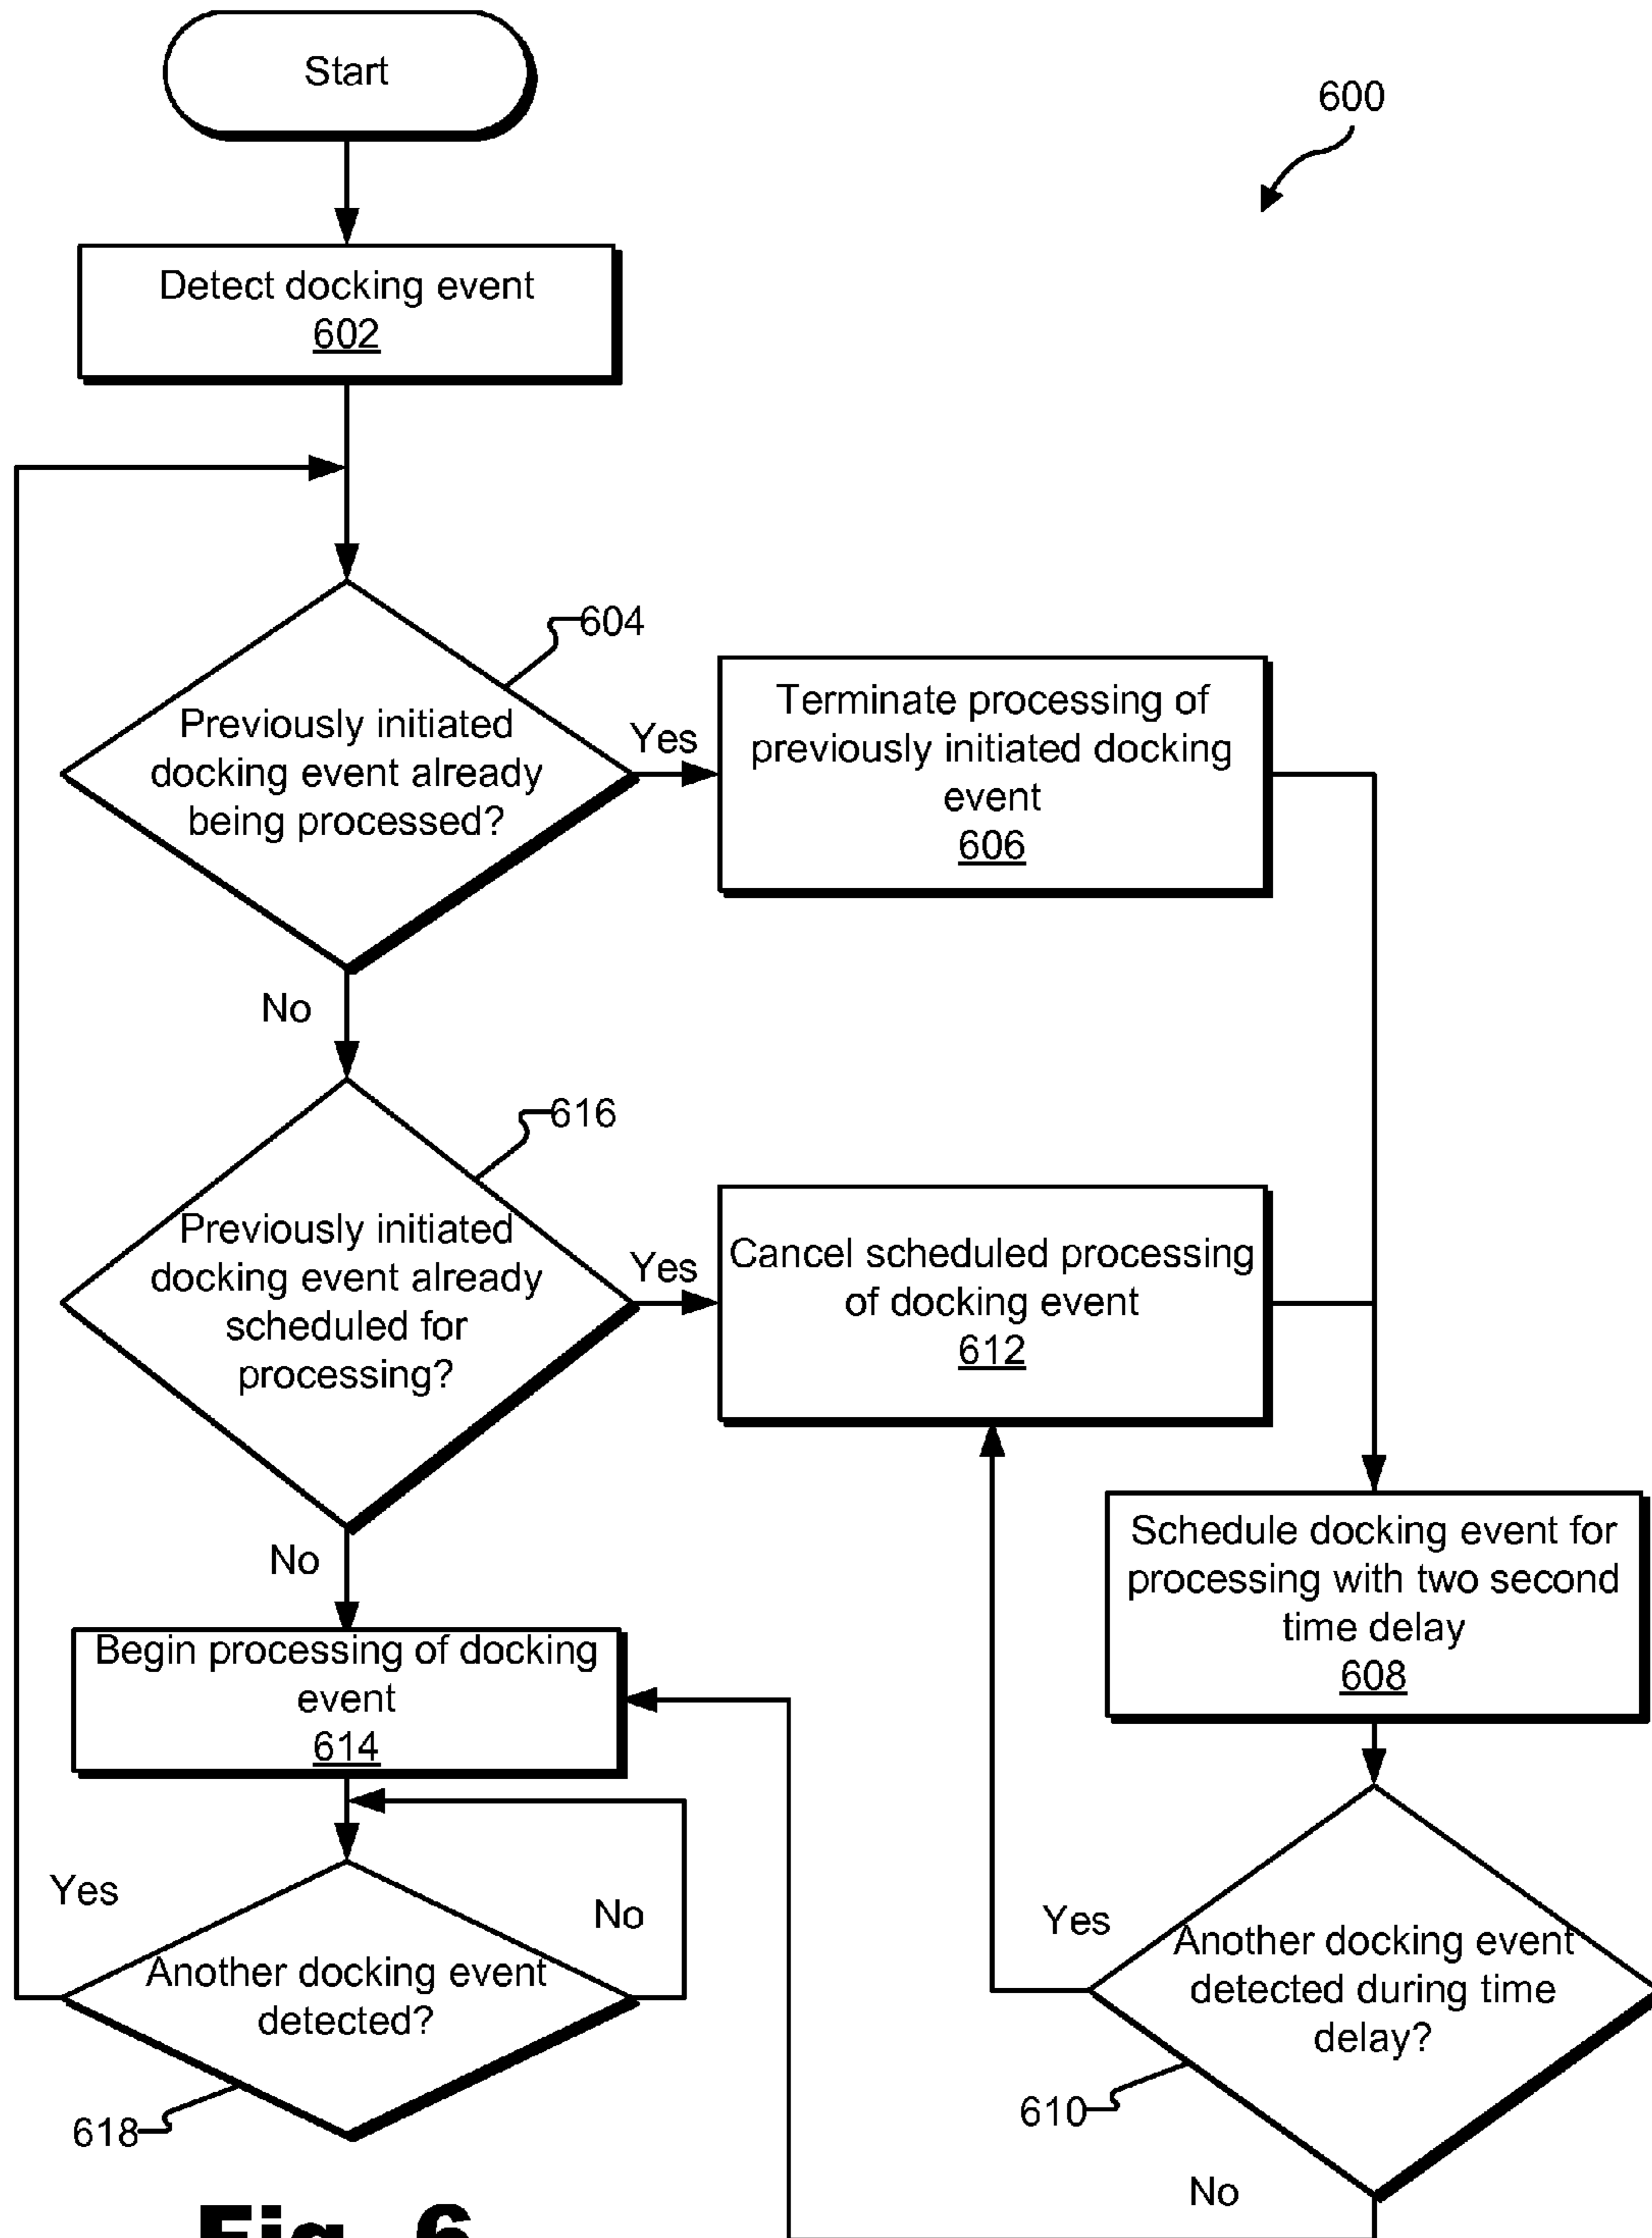 Start
600
Detect docking event
602
604
Previously initiated
docking event already
being processed?
Yes
Terminate processing of
previously initiated docking
event
606
No
616
Previously initiated
docking event already
scheduled for
processing?
Yes
Cancel scheduled processing
of docking event
612
No
Schedule docking event for
processing with two second
time delay
608
Begin processing of docking
event
614
Yes
No
Another docking event
detected?
618
Yes
Another docking event
detected during time
delay?
610
No
Fig. 6